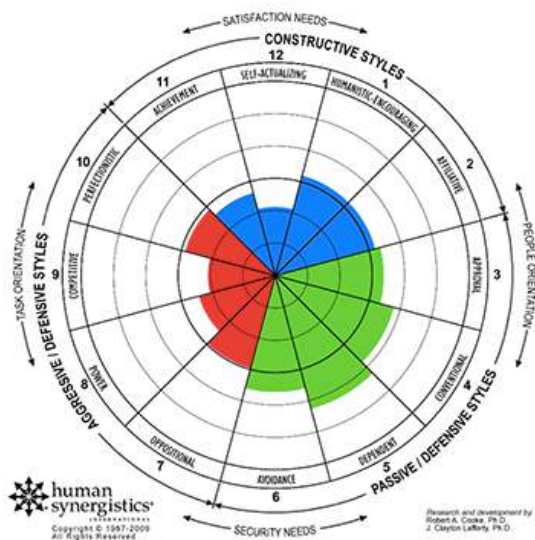 SATISFACTION NEEDS
CONSTRUCTIVE STYLES
12
SELF-ACTUALIZING
11
ACHIEVEMENT
1
HUMANISTIC-ENCOURAGING
10
PERFECTIONISTIC
2
AFFILIATIVE
TASK ORIENTATION
AGGRESSIVE / DEFENSIVE STYLES
9
COMPETITIVE
APPROVAL
3
PEOPLE ORIENTATION
8
POWER
CONVENTIONAL
4
PASSIVE / DEFENSIVE STYLES
7
OPPOSITIONAL
DEPENDENT
5
AVOIDANCE
6
SECURITY NEEDS
human
synergistics®
INTERNATIONAL
Copyright © 1987-2009
All Rights Reserved
Research and development by
Robert A. Cooke, Ph.D.
J. Clayton Lafferty, Ph.D.